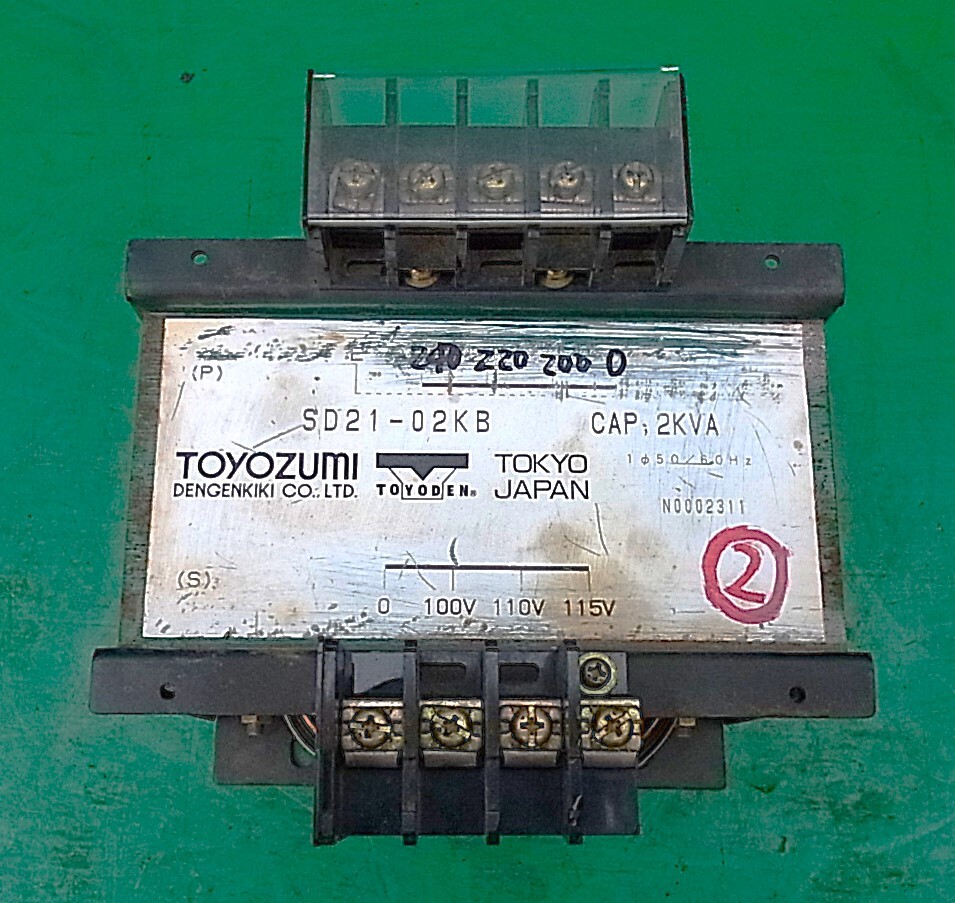 240 220 200 0
(P)
SD21-02KB CAP. 2KVA
TOYOZUMI
DENGENKIKI CO., LTD.
TOYODEN®
TOKYO
JAPAN
1φ50/60Hz
N0002311
2
(S)
0 100V 110V 115V